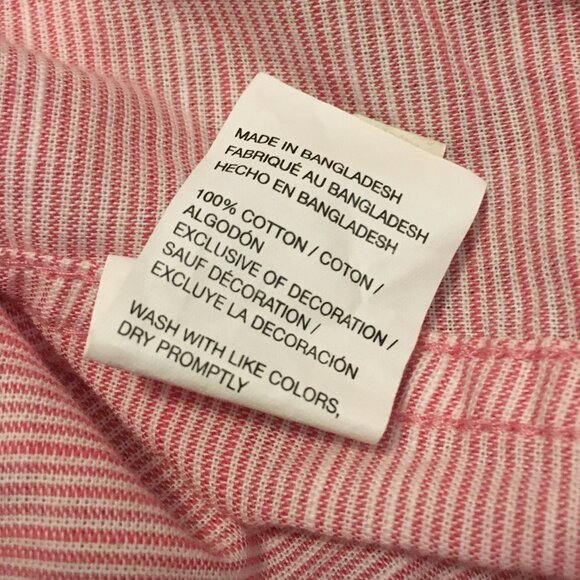 MADE IN BANGLADESH
FABRIQUÉ AU BANGLADESH
HECHO EN BANGLADESH
100% COTTON / COTON /
ALGODÓN
EXCLUSIVE OF DECORATION /
SAUF DÉCORATION /
EXCLUYE LA DECORACIÓN
WASH WITH LIKE COLORS,
DRY PROMPTLY